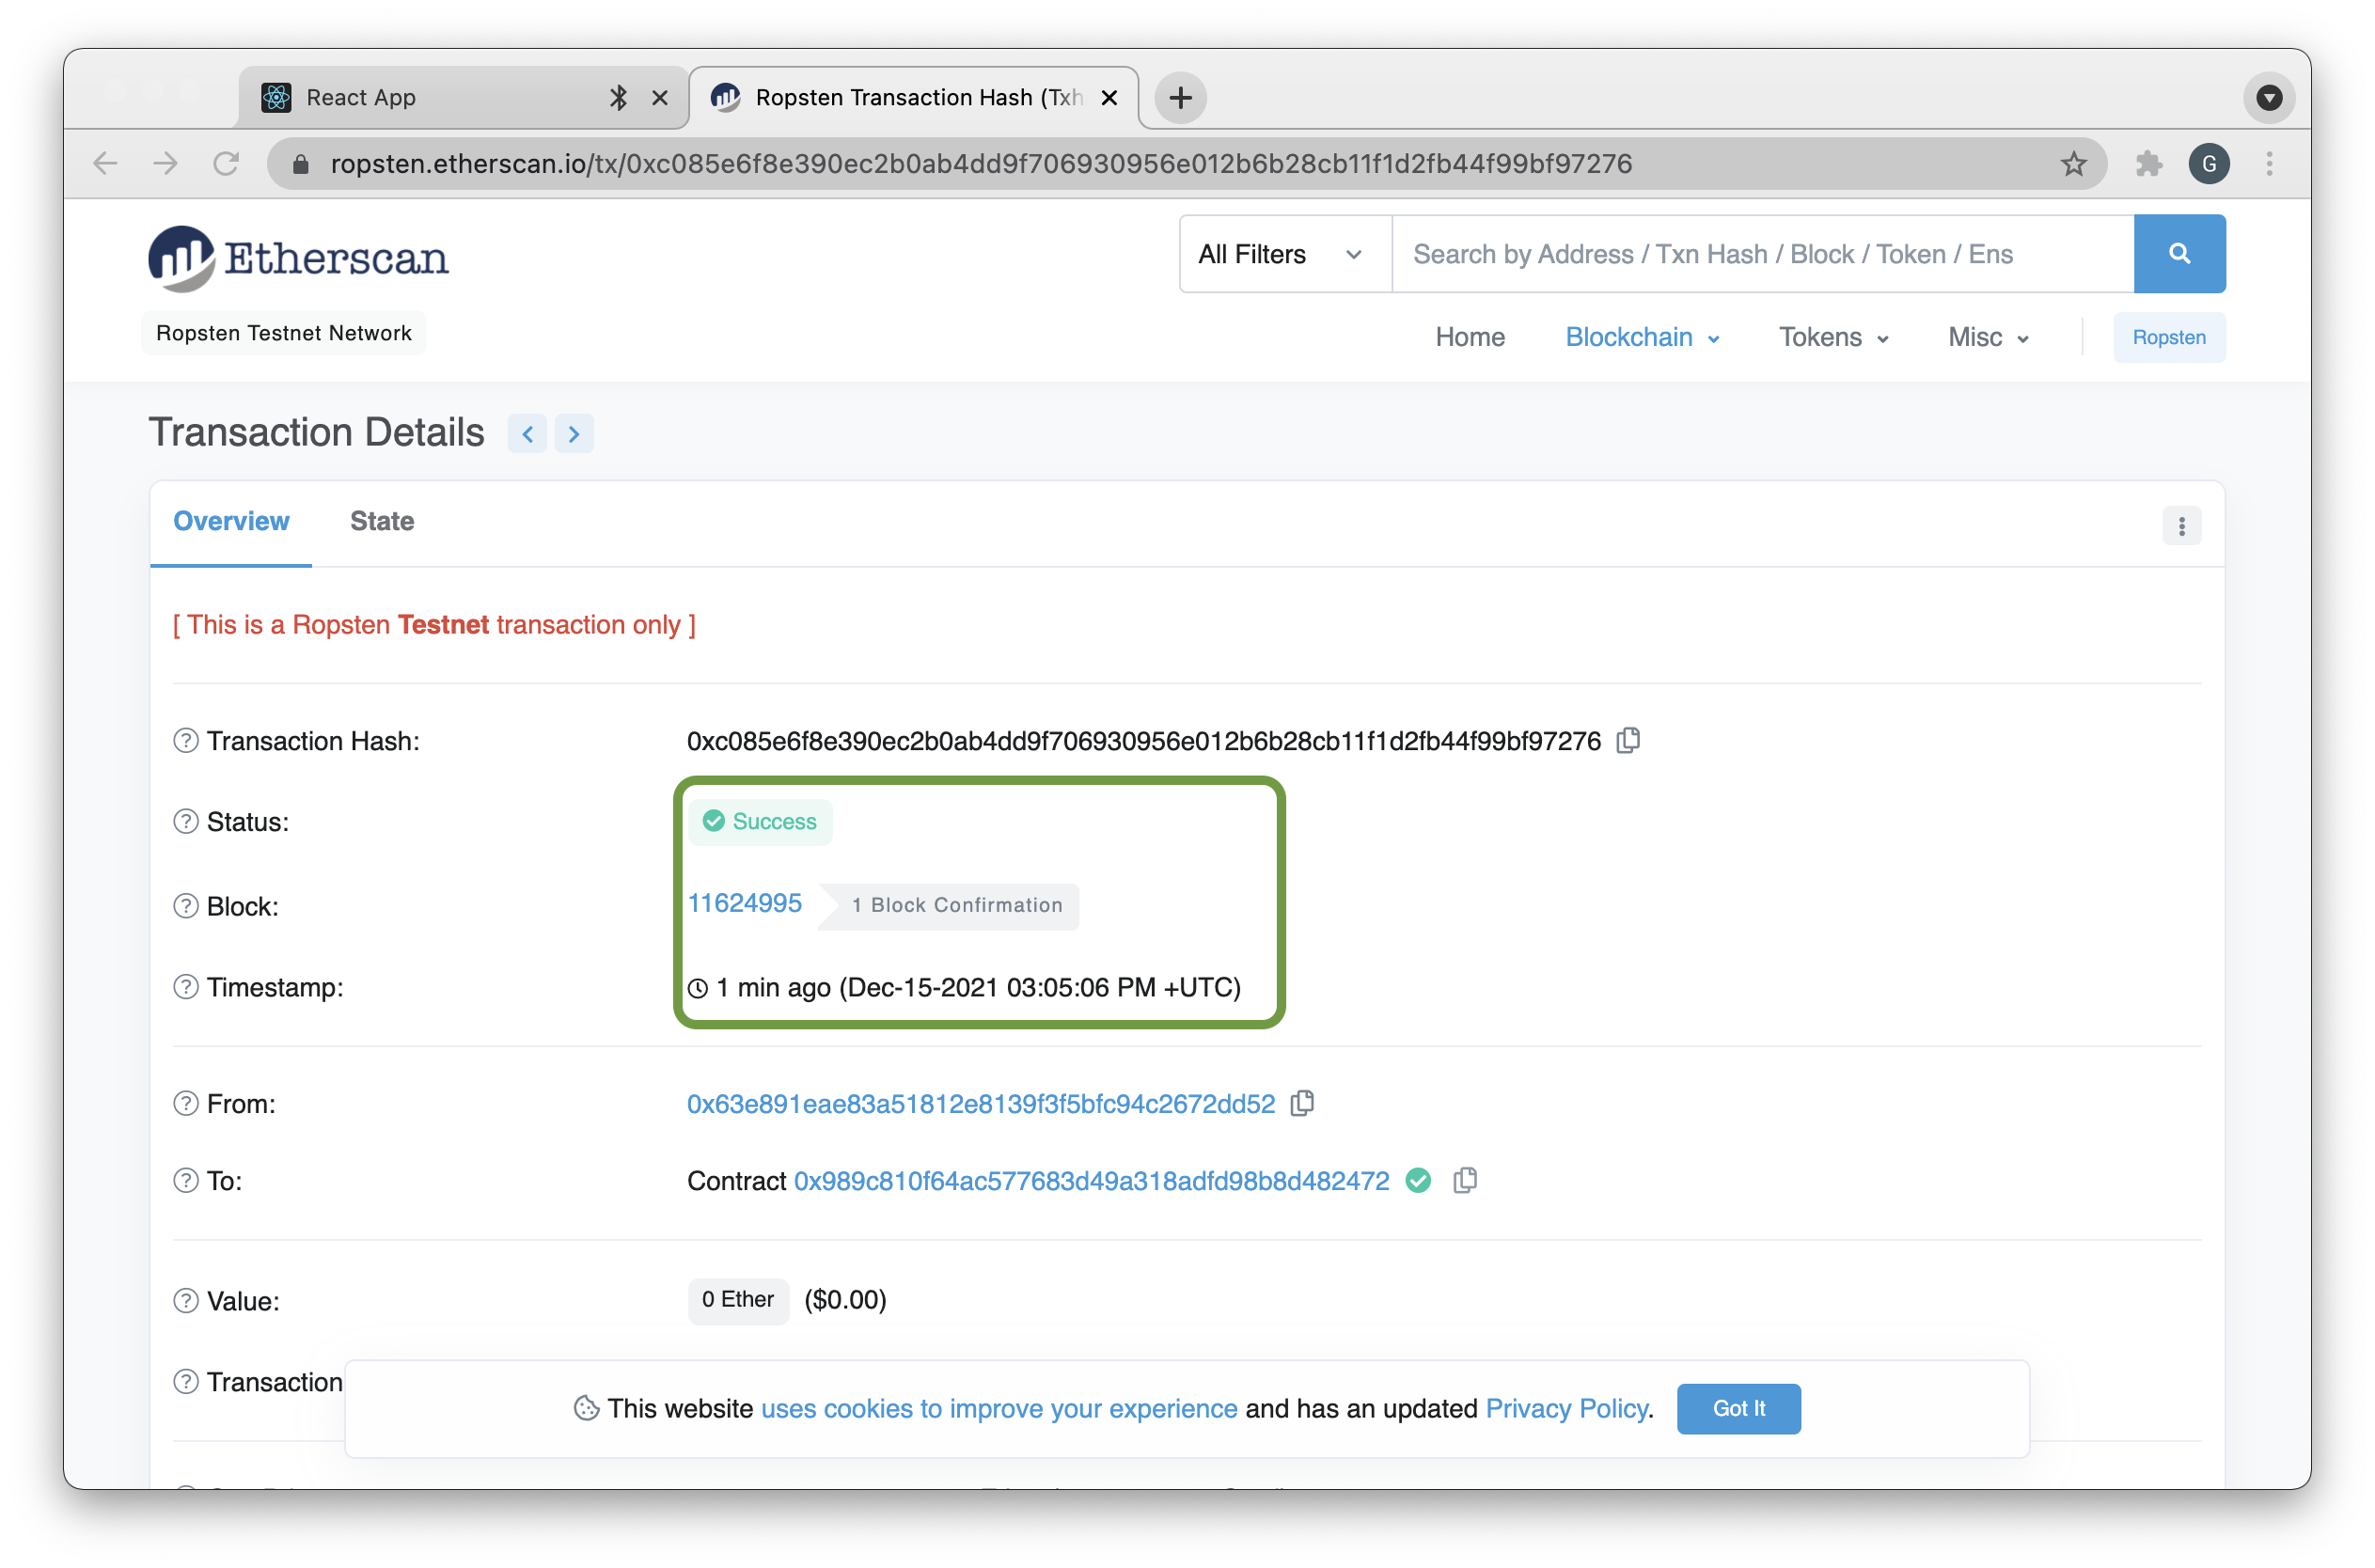 React App
Ropsten Transaction Hash (Txh
ropsten.etherscan.io/tx/0xc085e6f8e390ec2b0ab4dd9f706930956e012b6b28cb11f1d2fb44f99bf97276
G
Etherscan
All Filters
Search by Address / Txn Hash / Block / Token / Ens
Ropsten Testnet Network
Home
Blockchain
Tokens
Misc
Ropsten
Transaction Details
Overview
State
[ This is a Ropsten Testnet transaction only ]
Transaction Hash:
0xc085e6f8e390ec2b0ab4dd9f706930956e012b6b28cb11f1d2fb44f99bf97276
Status:
Success
Block:
11624995
1 Block Confirmation
Timestamp:
1 min ago (Dec-15-2021 03:05:06 PM +UTC)
From:
0x63e891eae83a51812e8139f3f5bfc94c2672dd52
To:
Contract 0x989c810f64ac577683d49a318adfd98b8d482472
Value:
0 Ether ($0.00)
Transaction
This website uses cookies to improve your experience and has an updated Privacy Policy.
Got It